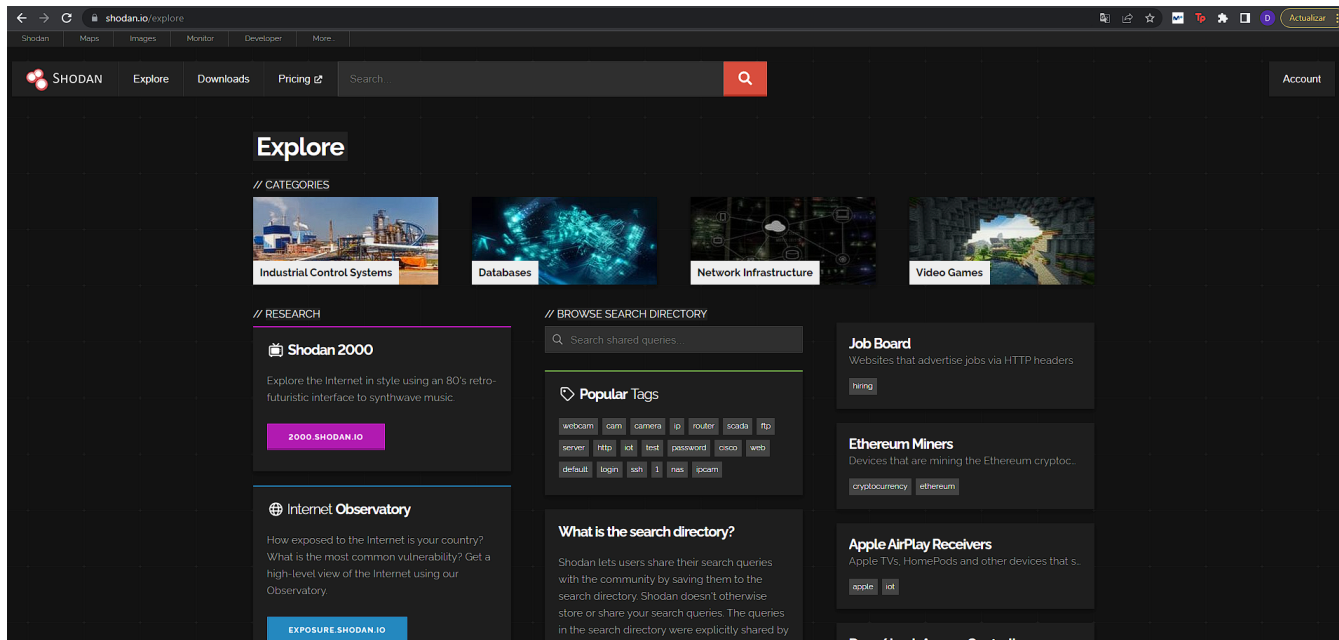 shodan.io/explore
D
Actualizar
Shodan
Maps
Images
Monitor
Developer
More...
SHODAN
Explore
Downloads
Pricing
Search...
Account
Explore
// CATEGORIES
Industrial Control Systems
Databases
Network Infrastructure
Video Games
// RESEARCH
Shodan 2000
Explore the Internet in style using an 80's retro-
futuristic interface to synthwave music.
2000.SHODAN.IO
Internet Observatory
How exposed to the Internet is your country?
What is the most common vulnerability? Get a
high-level view of the Internet using our
Observatory.
EXPOSURE.SHODAN.IO
// BROWSE SEARCH DIRECTORY
Search shared queries...
Popular Tags
webcam cam camera ip router scada ftp
server http iot test password cisco web
default login ssh 1 nas ipcam
What is the search directory?
Shodan lets users share their search queries
with the community by saving them to the
search directory. Shodan doesn't otherwise
store or share your search queries. The queries
in the search directory were explicitly shared by
Job Board
Websites that advertise jobs via HTTP headers
hiring
Ethereum Miners
Devices that are mining the Ethereum cryptoc...
cryptocurrency ethereum
Apple AirPlay Receivers
Apple TVs, HomePods and other devices that s...
apple iot